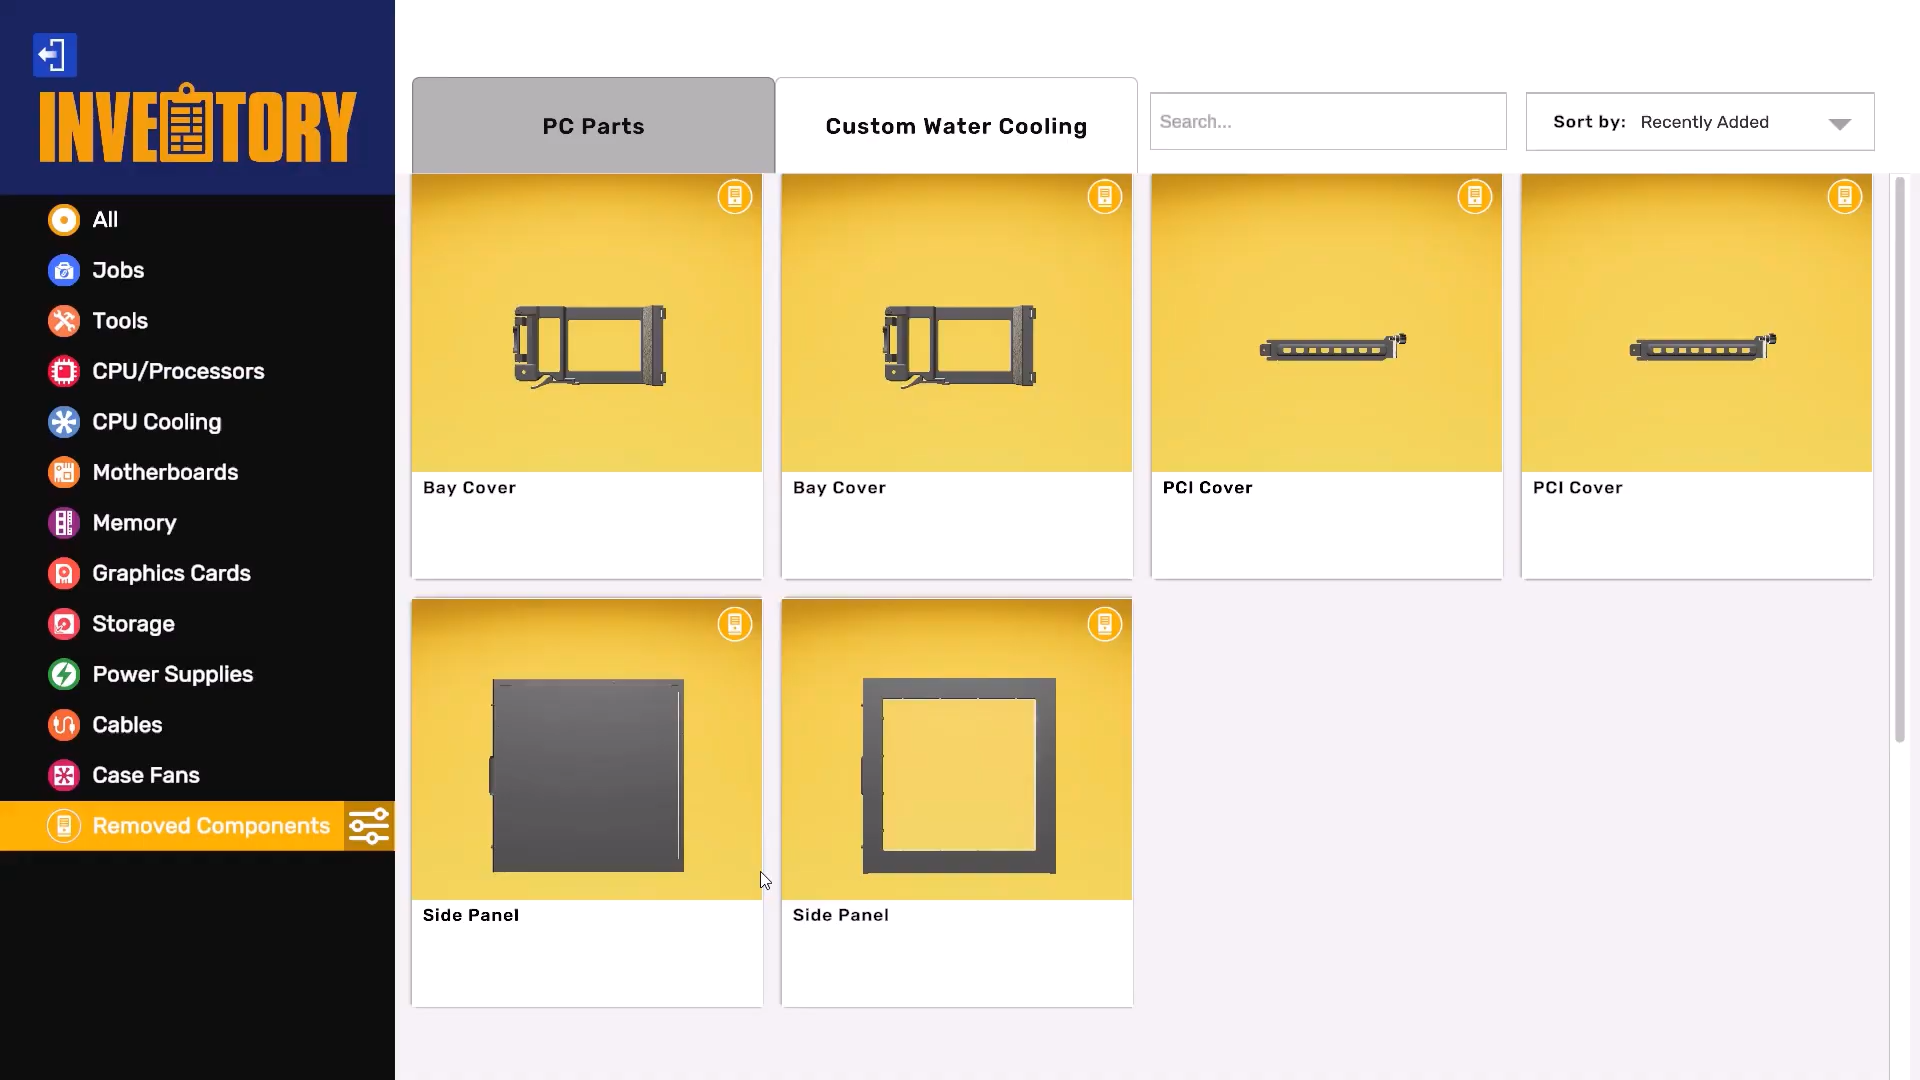 INVENTORY
All
Jobs
Tools
CPU/Processors
CPU Cooling
Motherboards
Memory
Graphics Cards
Storage
Power Supplies
Cables
Case Fans
Removed Components
PC Parts
Custom Water Cooling
Search...
Sort by: Recently Added
Bay Cover
Bay Cover
PCI Cover
PCI Cover
Side Panel
Side Panel